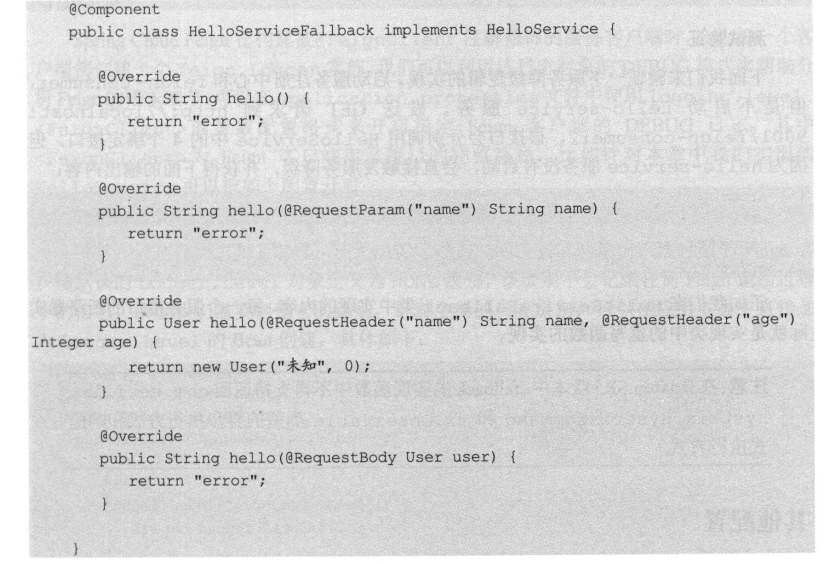 @Component
public class HelloServiceFallback implements HelloService {

    @Override
    public String hello() {
        return "error";
    }

    @Override
    public String hello(@RequestParam("name") String name) {
        return "error";
    }

    @Override
    public User hello(@RequestHeader("name") String name, @RequestHeader("age")
Integer age) {
        return new User("未知", 0);
    }

    @Override
    public String hello(@RequestBody User user) {
        return "error";
    }

}